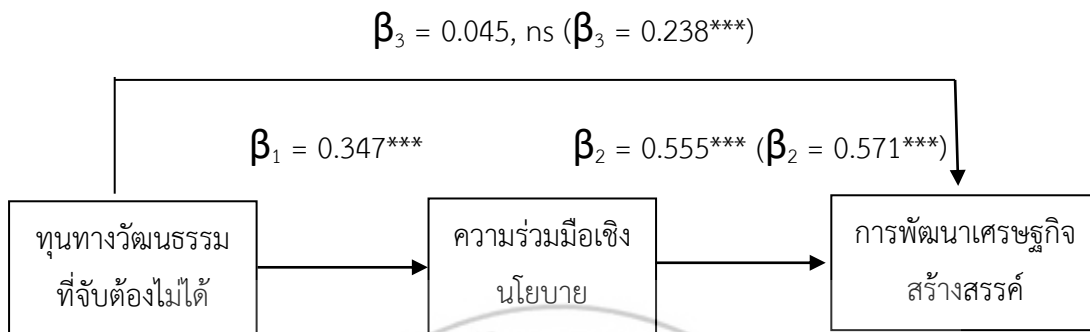 β₃ = 0.045, ns (β₃ = 0.238***)
β₁ = 0.347***
β₂ = 0.555*** (β₂ = 0.571***)
ทุนทางวัฒนธรรม
ที่จับต้องไม่ได้
ความร่วมมือเชิง
นโยบาย
การพัฒนาเศรษฐกิจ
สร้างสรรค์